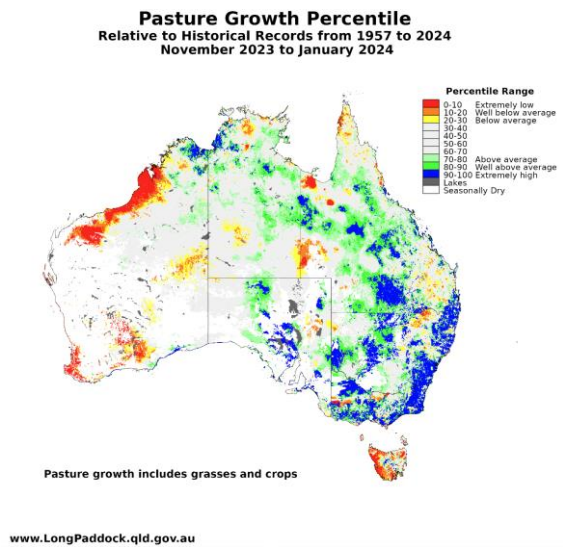 Pasture Growth Percentile
Relative to Historical Records from 1957 to 2024
November 2023 to January 2024
Percentile Range
0-10 Extremely low
10-20 Well below average
20-30 Below average
30-40
40-50
50-60
60-70
70-80 Above average
80-90 Well above average
90-100 Extremely high
Lakes
Seasonally Dry
Pasture growth includes grasses and crops
www.LongPaddock.qld.gov.au